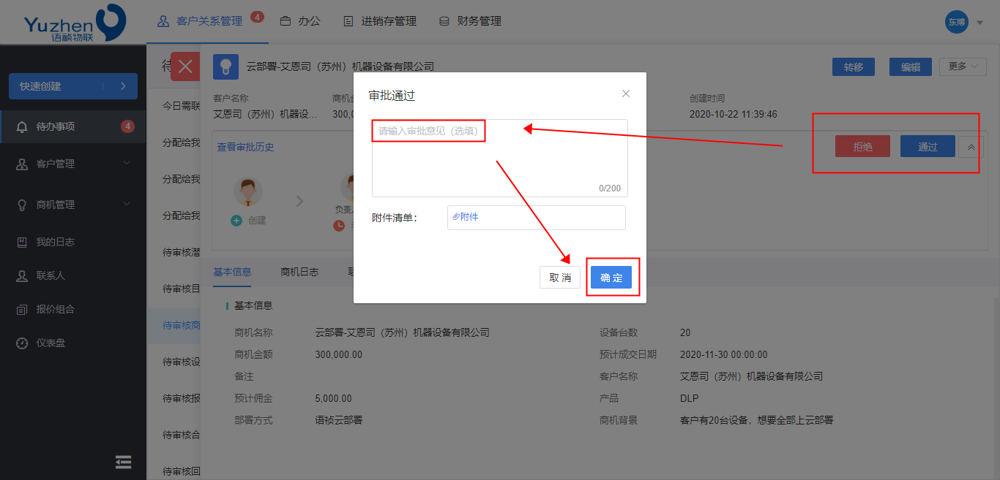 Yuzhen
语祯物联
客户关系管理
4
办公
进销存管理
财务管理
东博
快速创建
待办事项
4
客户管理
商机管理
我的日志
联系人
报价组合
仪表盘
待
今日需联
分配给我
分配给我
分配给我
待审核潜
待审核目
待审核商
待审核设
待审核报
待审核合
待审核回
云部署-艾恩司（苏州）机器设备有限公司
转移
编辑
更多
客户名称
商机金
创建时间
艾恩司（苏州）机器设...
300,0
2020-10-22 11:39:46
查看审批历史
拒绝
通过
创建
负责人
审批通过
请输入审批意见（选填）
0/200
附件清单：
附件
取 消
确 定
基本信息
商机日志
基本信息
商机名称
云部署-艾恩司（苏州）机器设备有限公司
设备台数
20
商机金额
300,000.00
预计成交日期
2020-11-30 00:00:00
备注
客户名称
艾恩司（苏州）机器设备有限公司
预计佣金
5,000.00
产品
DLP
部署方式
语祯云部署
商机背景
客户有20台设备，想要全部上云部署